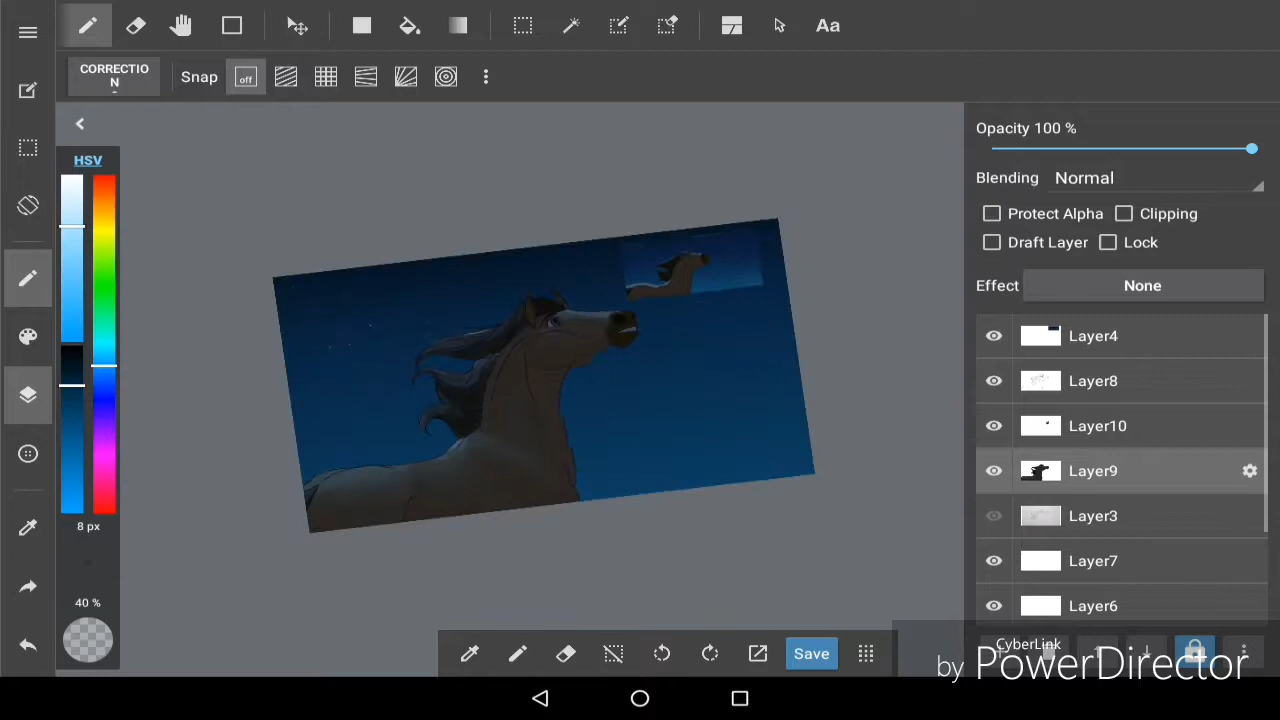 Aa
CORRECTIO
N
Snap
off
HSV
8 px
40 %
Opacity 100 %
Blending Normal
Protect Alpha Clipping
Draft Layer Lock
Effect None
Layer4
Layer8
Layer10
Layer9
Layer3
Layer7
Layer6
Save
CyberLink
by PowerDirector